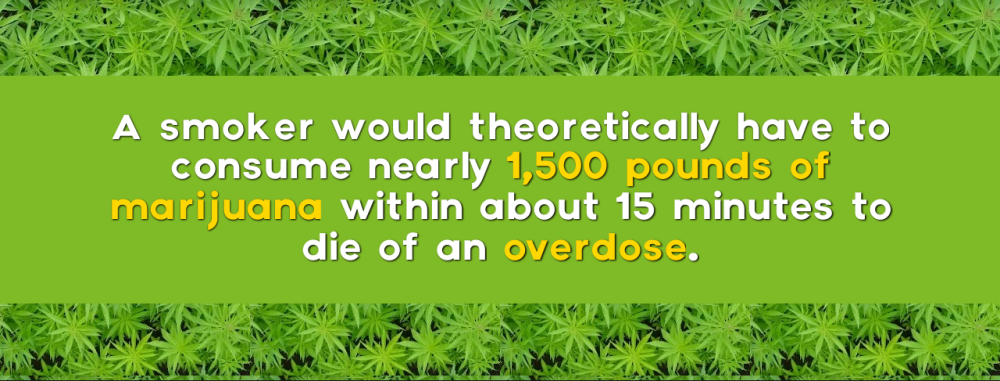 A smoker would theoretically have to
consume nearly 1,500 pounds of
marijuana within about 15 minutes to
die of an overdose.